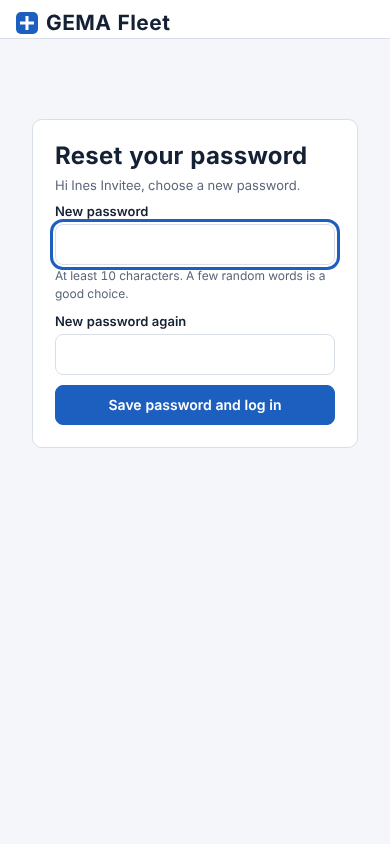 GEMA Fleet
Reset your password
Hi Ines Invitee, choose a new password.
New password
At least 10 characters. A few random words is a
good choice.
New password again
Save password and log in